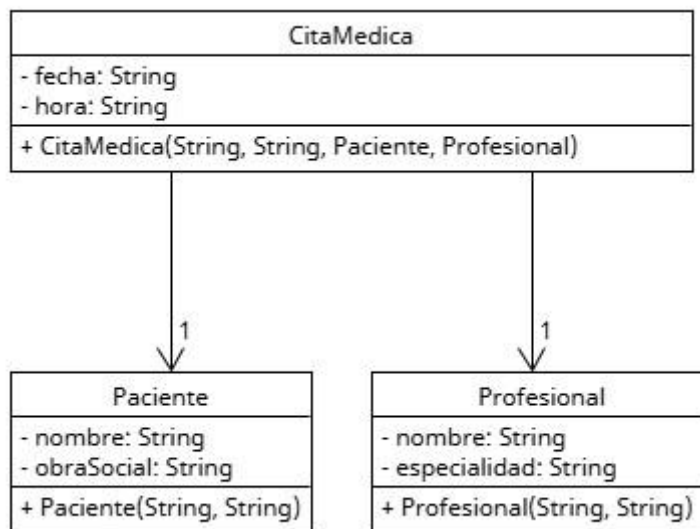 CitaMedica
- fecha: String
- hora: String
+ CitaMedica(String, String, Paciente, Profesional)
1
1
Paciente
- nombre: String
- obraSocial: String
+ Paciente(String, String)
Profesional
- nombre: String
- especialidad: String
+ Profesional(String, String)